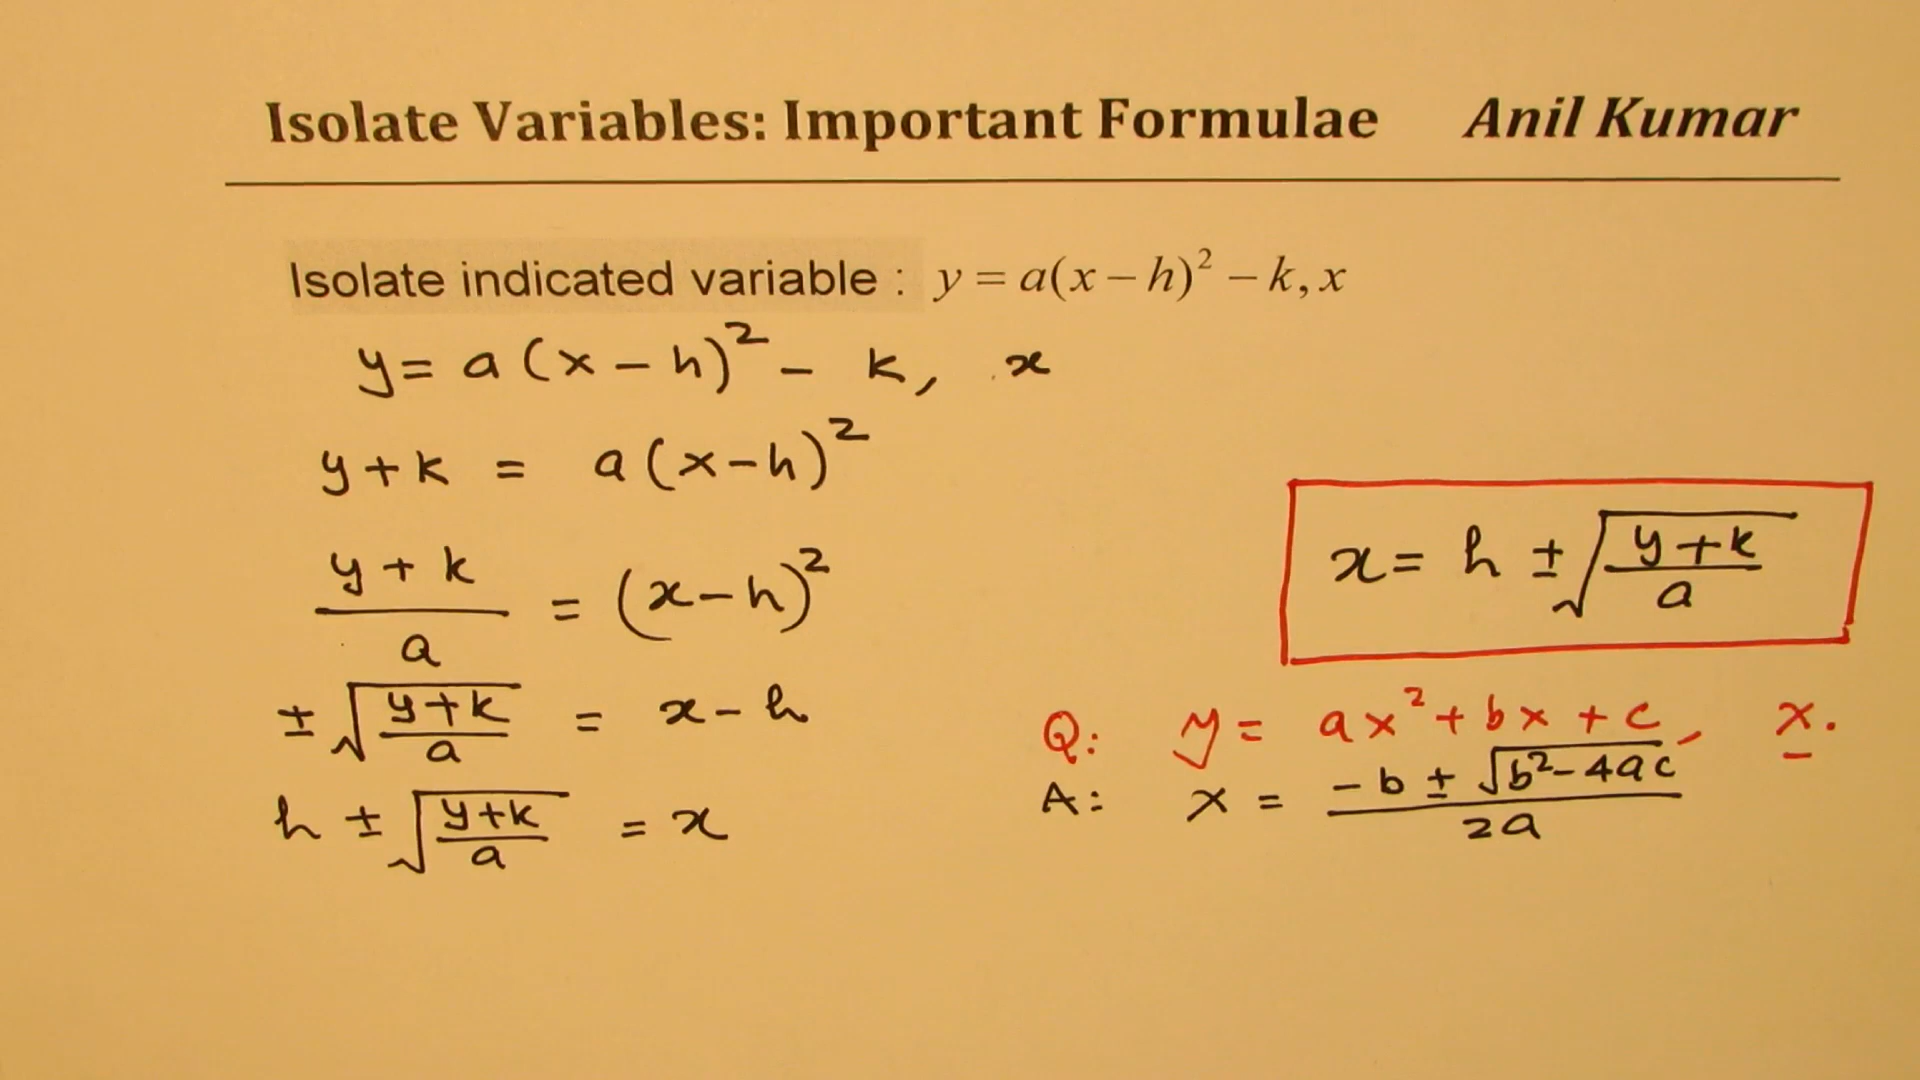 Isolate Variables: Important Formulae Anil Kumar
Isolate indicated variable : y = a(x – h)² – k, x
y = a (x – h)² – k, x
y + k = a (x – h)²
(y + k)/a = (x – h)²
± √((y+k)/a) = x – h
h ± √((y+k)/a) = x
x = h ± √((y+k)/a)
Q: y = ax² + bx + c, x.
A: x = (-b ± √(b² – 4ac))/2a